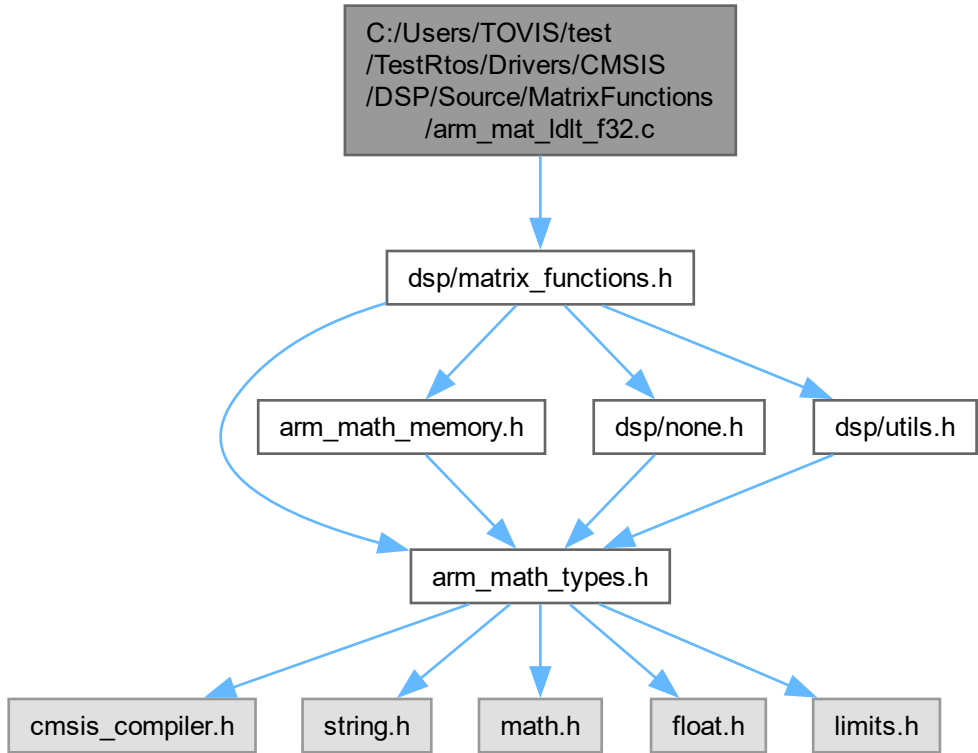 C:/Users/TOVIS/test
/TestRtos/Drivers/CMSIS
/DSP/Source/MatrixFunctions
/arm_mat_ldlt_f32.c
dsp/matrix_functions.h
arm_math_memory.h
dsp/none.h
dsp/utils.h
arm_math_types.h
cmsis_compiler.h
string.h
math.h
float.h
limits.h